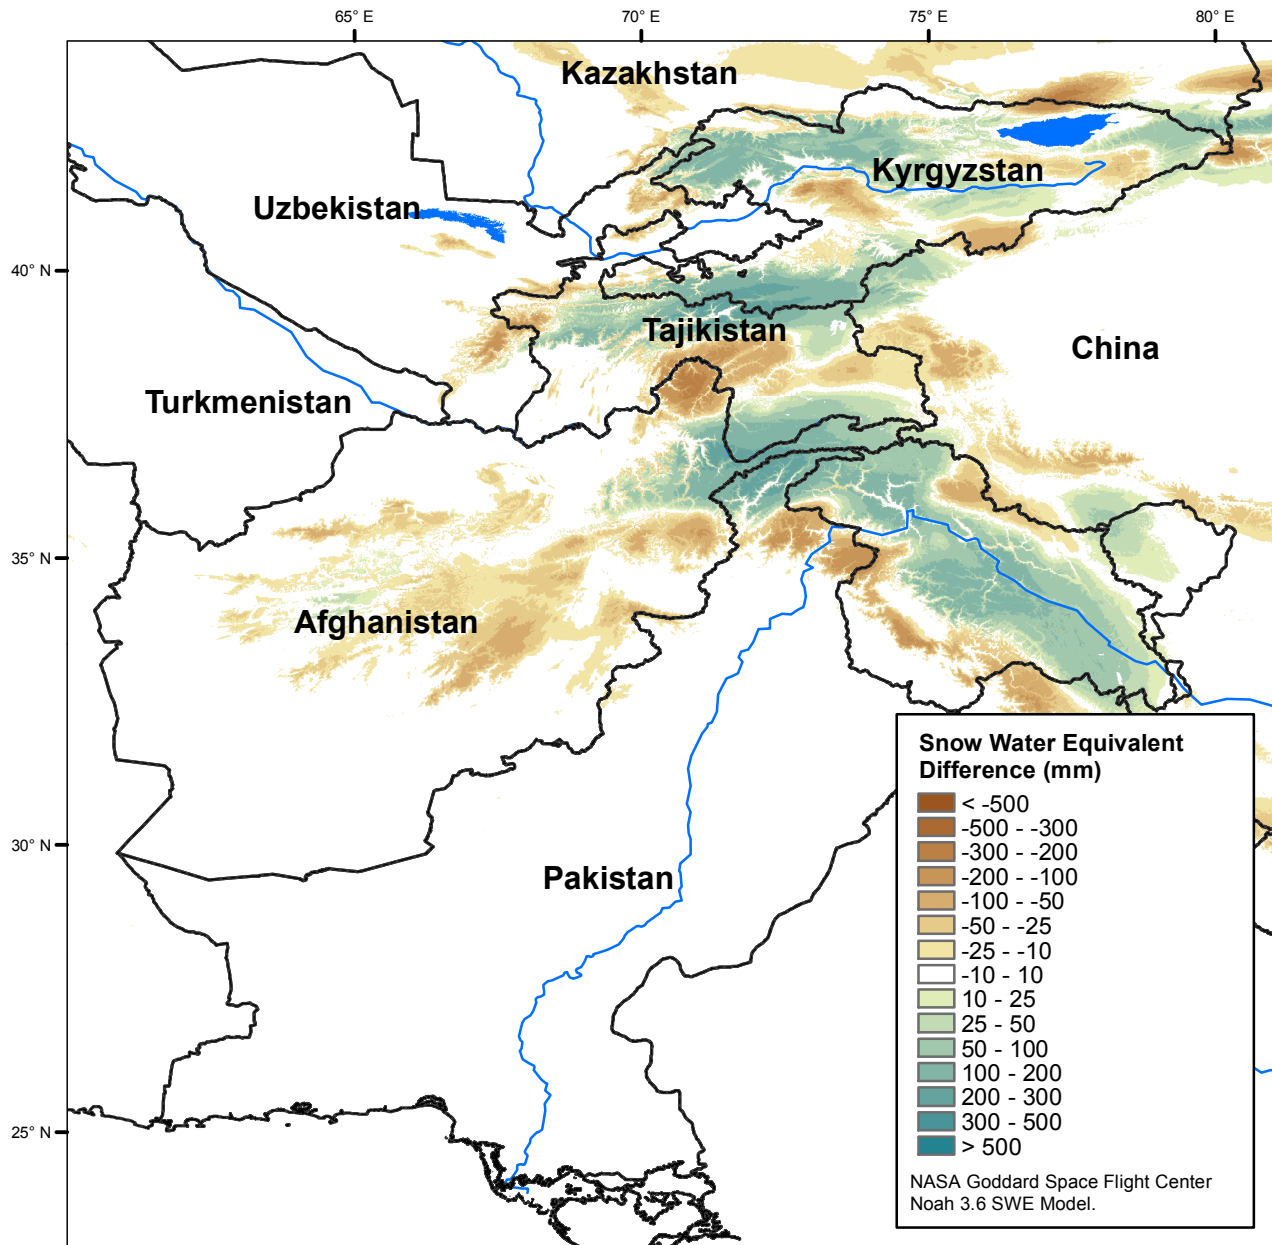 65° E
70° E
75° E
80° E
Kazakhstan
Kyrgyzstan
Uzbekistan
40° N
Tajikistan
China
Turkmenistan
35° N
Afghanistan
Snow Water Equivalent
Difference (mm)
< -500
-500 - -300
-300 - -200
-200 - -100
-100 - -50
-50 - -25
-25 - -10
-10 - 10
10 - 25
25 - 50
50 - 100
100 - 200
200 - 300
300 - 500
> 500
NASA Goddard Space Flight Center
Noah 3.6 SWE Model.
30° N
Pakistan
25° N